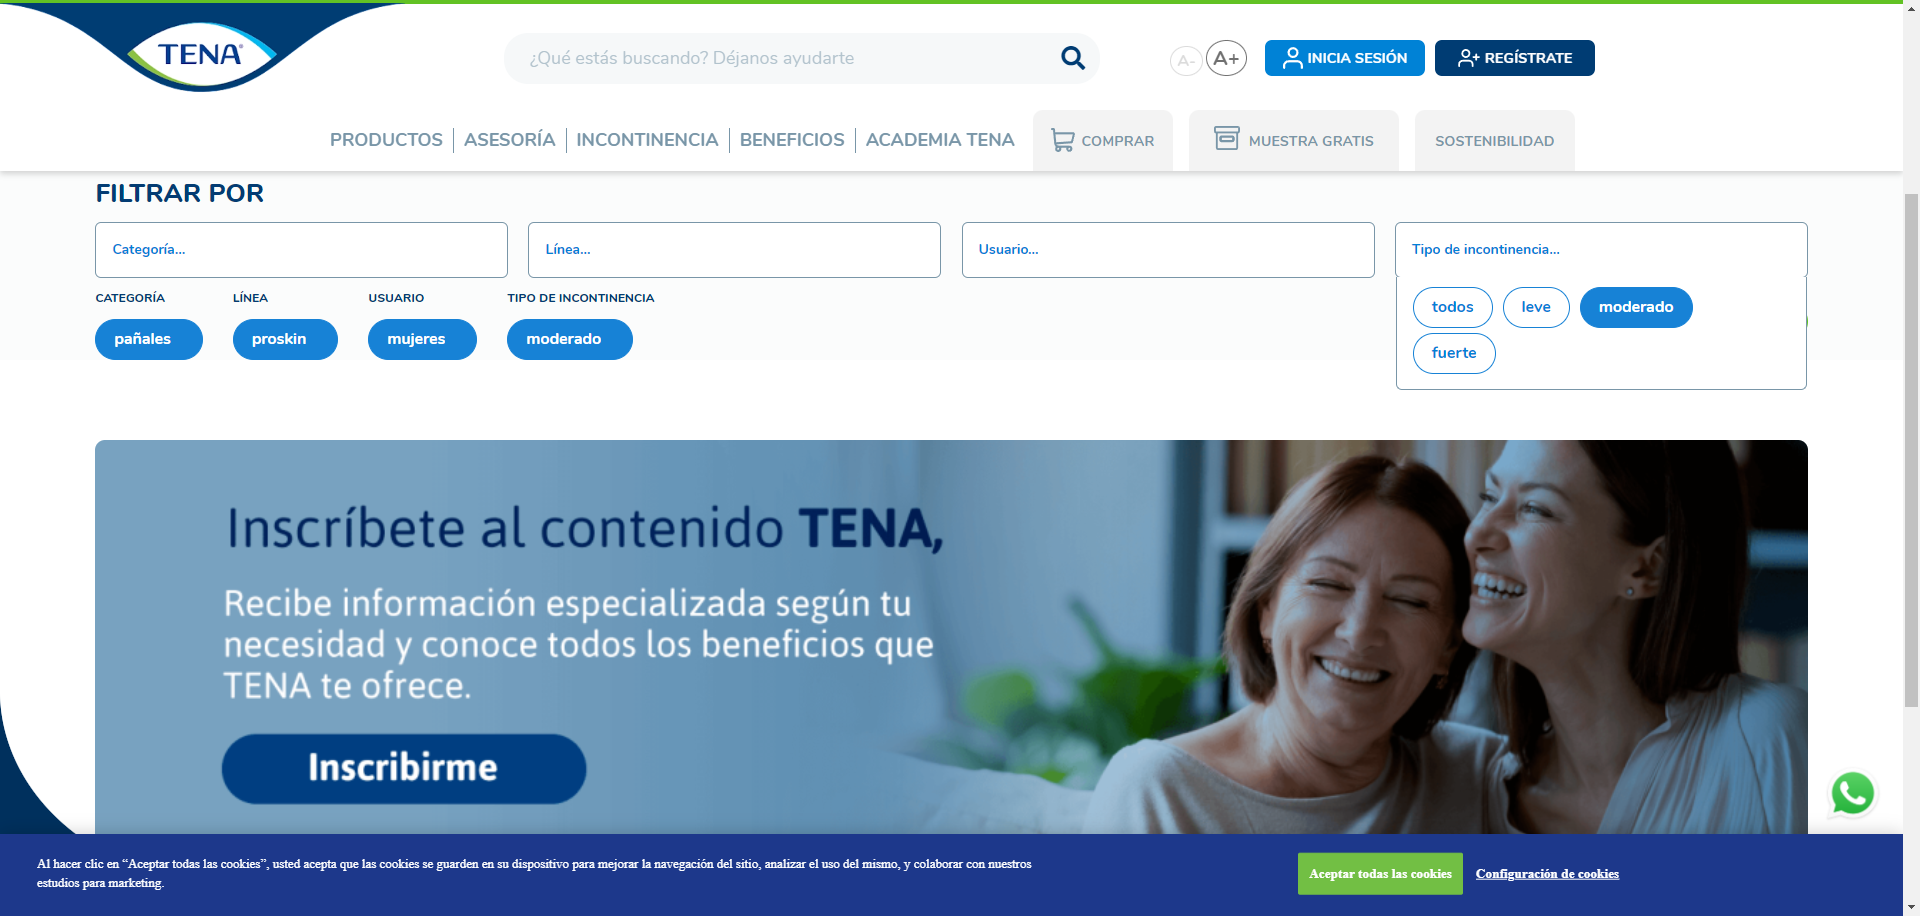 TENA
¿Qué estás buscando? Déjanos ayudarte
A-
A+
INICIA SESIÓN
REGÍSTRATE
PRODUCTOS
ASESORÍA
INCONTINENCIA
BENEFICIOS
ACADEMIA TENA
COMPRAR
MUESTRA GRATIS
SOSTENIBILIDAD
FILTRAR POR
Categoría...
Línea...
Usuario...
Tipo de incontinencia...
CATEGORÍA
LÍNEA
USUARIO
TIPO DE INCONTINENCIA
pañales
proskin
mujeres
moderado
todos
leve
moderado
fuerte
Inscríbete al contenido TENA,
Recibe información especializada según tu
necesidad y conoce todos los beneficios que
TENA te ofrece.
Inscribirme
Al hacer clic en “Aceptar todas las cookies”, usted acepta que las cookies se guarden en su dispositivo para mejorar la navegación del sitio, analizar el uso del mismo, y colaborar con nuestros
estudios para marketing.
Aceptar todas las cookies
Configuración de cookies